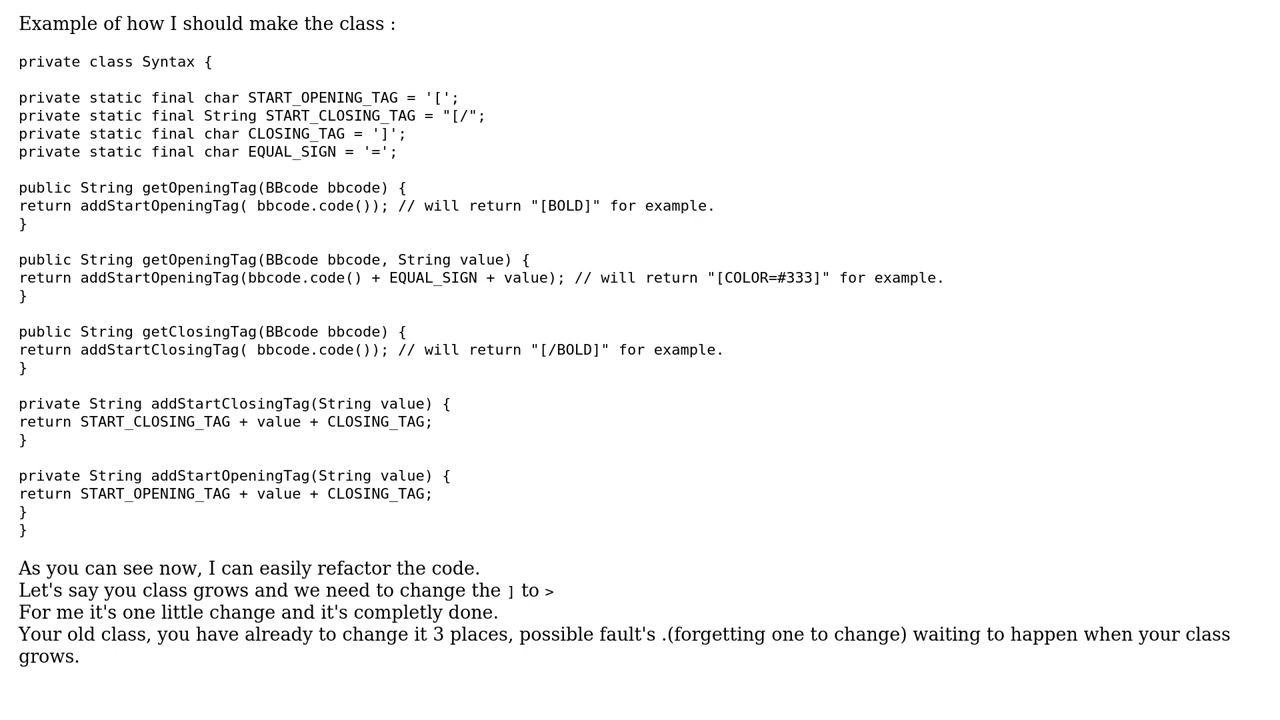 Example of how I should make the class :
private class Syntax {
private static final char START_OPENING_TAG = '[';
private static final String START_CLOSING_TAG = "[/";
private static final char CLOSING_TAG = ']';
private static final char EQUAL_SIGN = '=';
public String getOpeningTag(BBcode bbcode) {
return addStartOpeningTag( bbcode.code()); // will return "[BOLD]" for example.
}
public String getOpeningTag(BBcode bbcode, String value) {
return addStartOpeningTag(bbcode.code() + EQUAL_SIGN + value); // will return "[COLOR=#333]" for example.
}
public String getClosingTag(BBcode bbcode) {
return addStartClosingTag( bbcode.code()); // will return "[/BOLD]" for example.
}
private String addStartClosingTag(String value) {
return START_CLOSING_TAG + value + CLOSING_TAG;
}
private String addStartOpeningTag(String value) {
return START_OPENING_TAG + value + CLOSING_TAG;
}
}
As you can see now, I can easily refactor the code.
Let's say you class grows and we need to change the ] to >
For me it's one little change and it's completly done.
Your old class, you have already to change it 3 places, possible fault's .(forgetting one to change) waiting to happen when your class
grows.